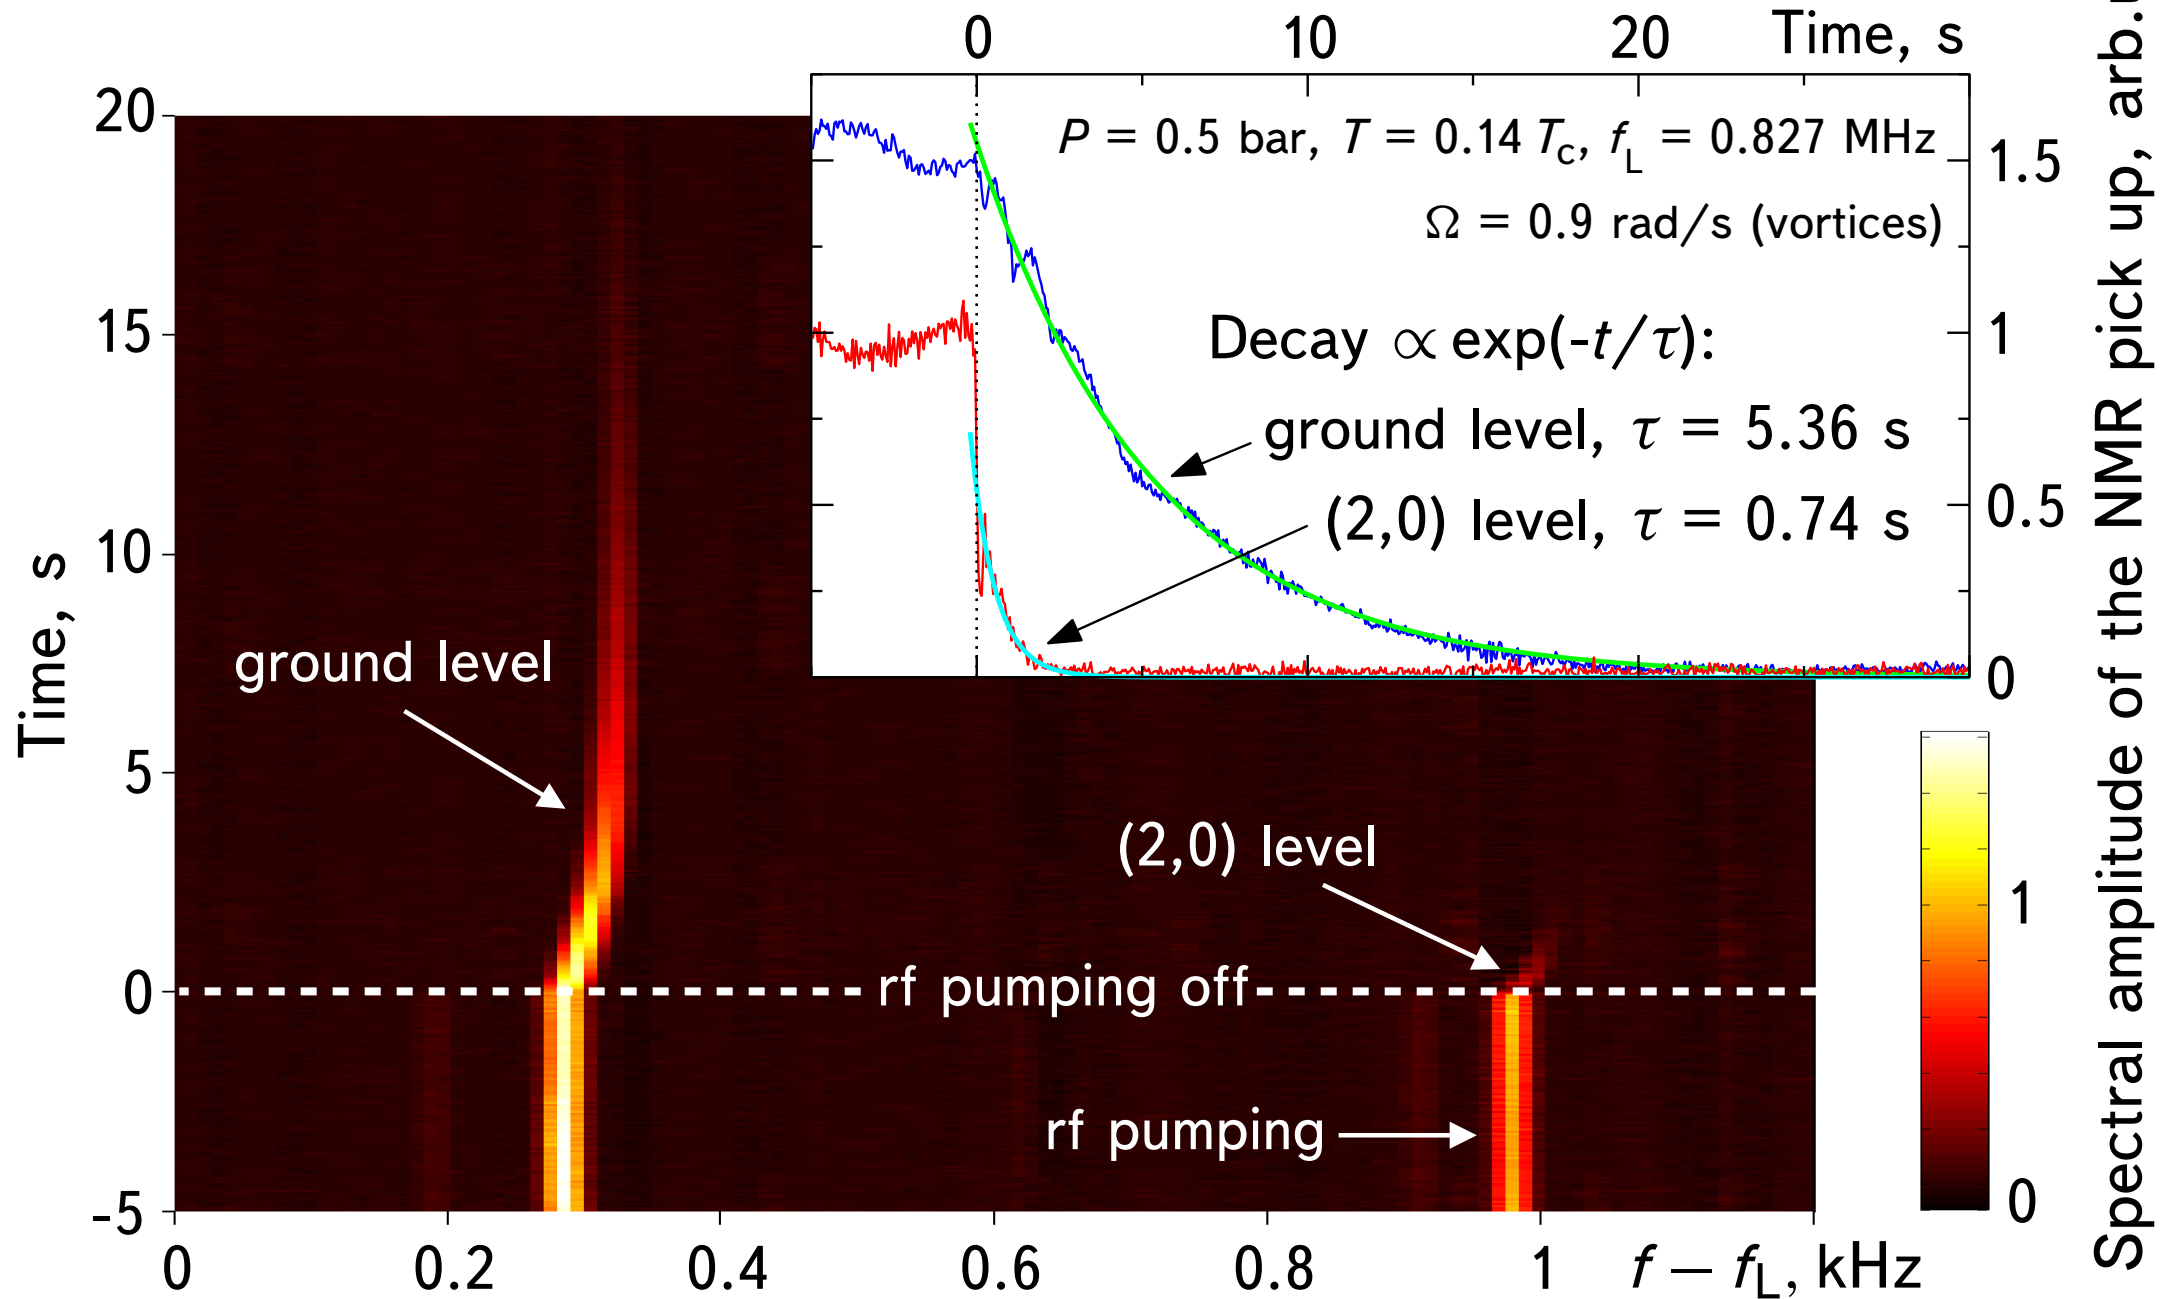 0 10 20 Time, s
P = 0.5 bar, T = 0.14 Tc, fL = 0.827 MHz
Ω = 0.9 rad/s (vortices)
Decay ∝ exp(-t/τ):
ground level, τ = 5.36 s
(2,0) level, τ = 0.74 s
1.5
1
0.5
0
Spectral amplitude of the NMR pick up, arb.
Time, s
20
15
10
5
0
-5
ground level
(2,0) level
rf pumping off
rf pumping
1
0
0 0.2 0.4 0.6 0.8 1 f – fL, kHz